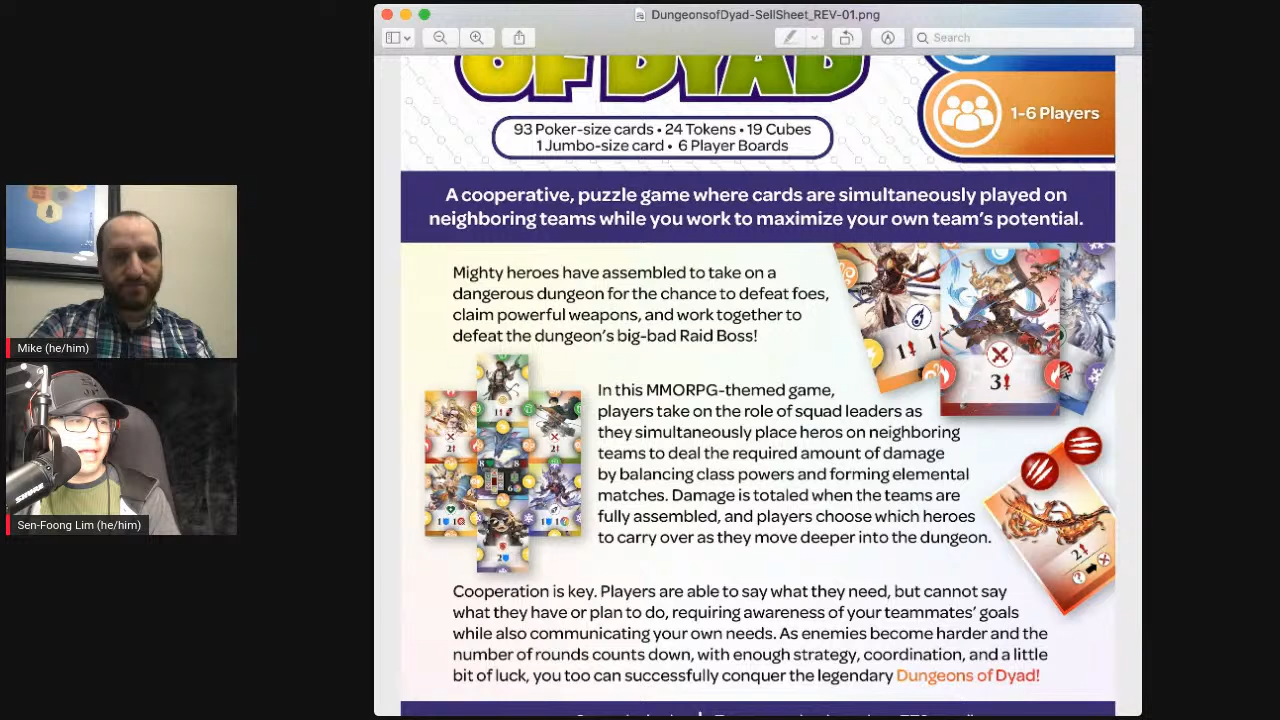 DungeonsofDyad-SellSheet_REV-01.png
Search
OF DYAD
93 Poker-size cards • 24 Tokens • 19 Cubes
1 Jumbo-size card • 6 Player Boards
1-6 Players
A cooperative, puzzle game where cards are simultaneously played on
neighboring teams while you work to maximize your own team's potential.
Mighty heroes have assembled to take on a
dangerous dungeon for the chance to defeat foes,
claim powerful weapons, and work together to
defeat the dungeon's big-bad Raid Boss!
In this MMORPG-themed game,
players take on the role of squad leaders as
they simultaneously place heros on neighboring
teams to deal the required amount of damage
by balancing class powers and forming elemental
matches. Damage is totaled when the teams are
fully assembled, and players choose which heroes
to carry over as they move deeper into the dungeon.
Cooperation is key. Players are able to say what they need, but cannot say
what they have or plan to do, requiring awareness of your teammates' goals
while also communicating your own needs. As enemies become harder and the
number of rounds counts down, with enough strategy, coordination, and a little
bit of luck, you too can successfully conquer the legendary Dungeons of Dyad!
1 1
3
2
Mike (he/him)
SHURE
Sen-Foong Lim (he/him)